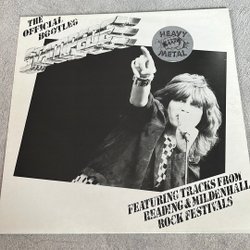 THE
OFFICIAL
BOOTLEG
HEAVY
METAL
FEATURING TRACKS FROM
READING & MILDENHALL
ROCK FESTIVALS